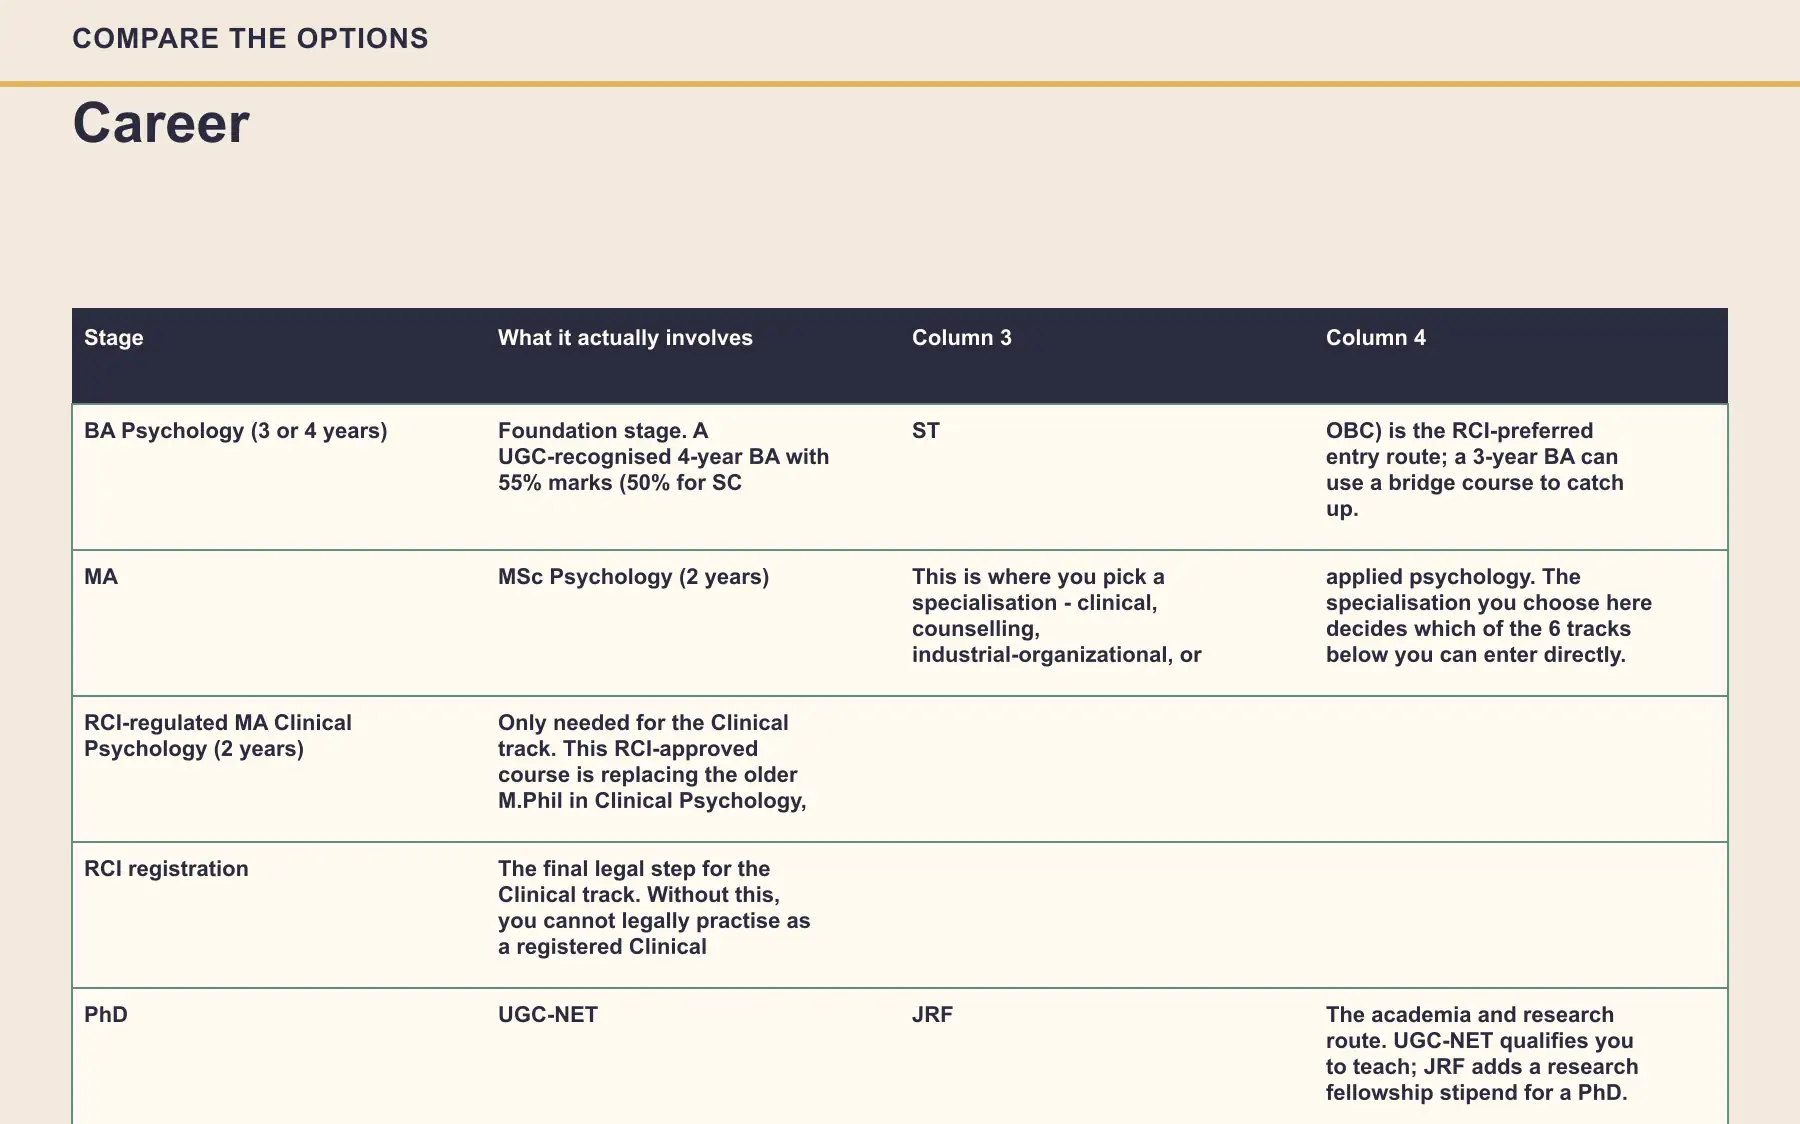 COMPARE THE OPTIONS
Career
Stage
What it actually involves
Column 3
Column 4
BA Psychology (3 or 4 years)
Foundation stage. A
UGC-recognised 4-year BA with
55% marks (50% for SC
ST
OBC) is the RCI-preferred
entry route; a 3-year BA can
use a bridge course to catch
up.
MA
MSc Psychology (2 years)
This is where you pick a
specialisation - clinical,
counselling,
industrial-organizational, or
applied psychology. The
specialisation you choose here
decides which of the 6 tracks
below you can enter directly.
RCI-regulated MA Clinical
Psychology (2 years)
Only needed for the Clinical
track. This RCI-approved
course is replacing the older
M.Phil in Clinical Psychology,
RCI registration
The final legal step for the
Clinical track. Without this,
you cannot legally practise as
a registered Clinical
PhD
UGC-NET
JRF
The academia and research
route. UGC-NET qualifies you
to teach; JRF adds a research
fellowship stipend for a PhD.